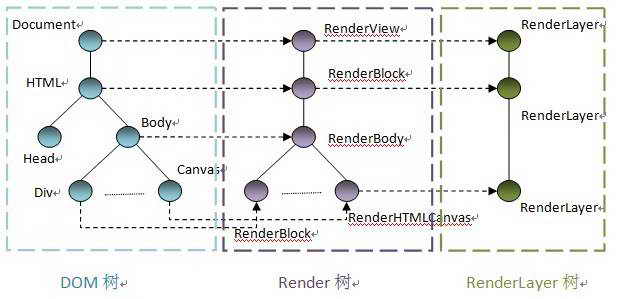 Document
RenderView
RenderLayer
HTML
RenderBlock
RenderLayer
Body
RenderBody
Head
Canvas
Div
RenderLayer
RenderHTMLCanvas
RenderBlock
DOM 树
Render 树
RenderLayer 树